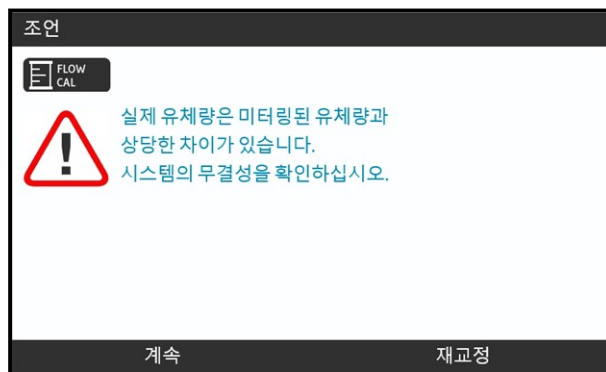 조언
FLOW
CAL
실제 유체량은 미터링된 유체량과
상당한 차이가 있습니다.
시스템의 무결성을 확인하십시오.
계속 재교정